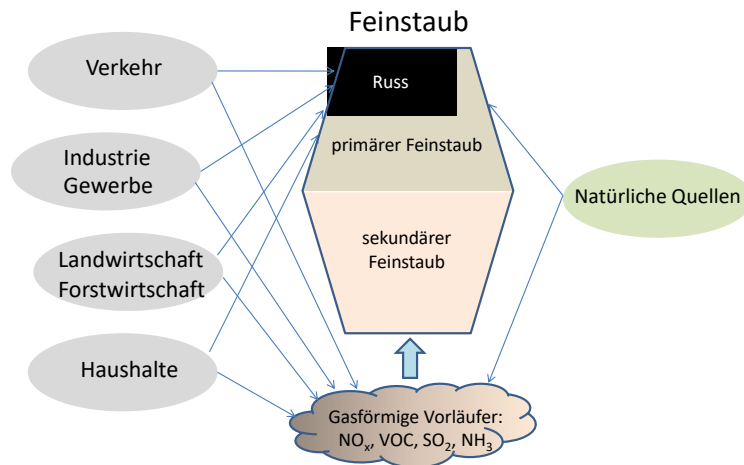 Feinstaub
Verkehr
Russ
Industrie
Gewerbe
primärer Feinstaub
Natürliche Quellen
sekundärer
Feinstaub
Landwirtschaft
Forstwirtschaft
Haushalte
Gasförmige Vorläufer:
NOₓ, VOC, SO₂, NH₃